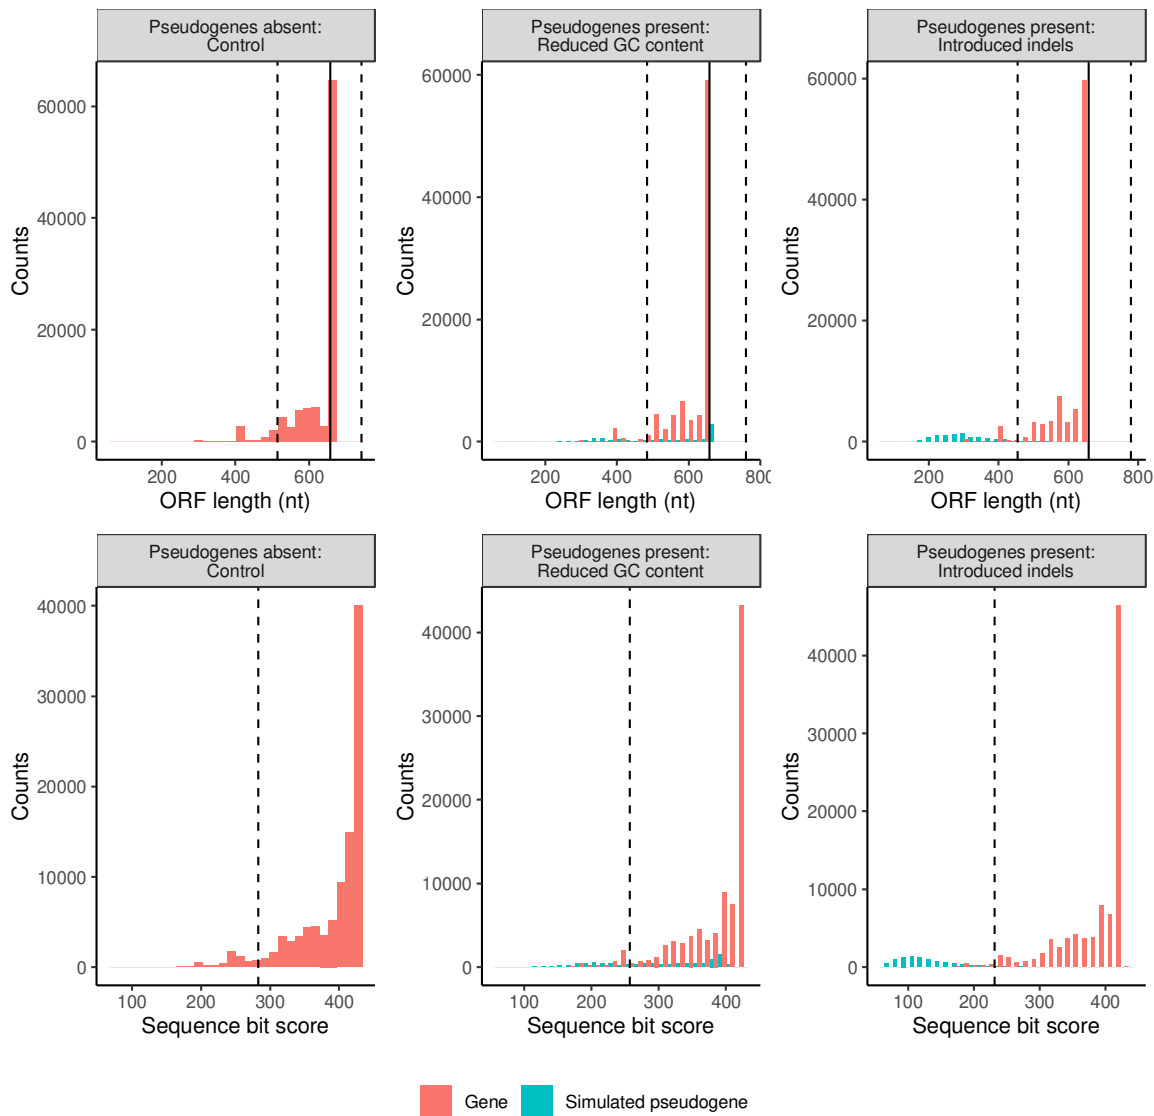 Pseudogenes absent:
Control
Pseudogenes present:
Reduced GC content
Pseudogenes present:
Introduced indels
Counts
60000
40000
20000
0
200
400
600
ORF length (nt)
Counts
60000
40000
20000
0
200
400
600
800
ORF length (nt)
Counts
60000
40000
20000
0
200
400
600
800
ORF length (nt)
Pseudogenes absent:
Control
Pseudogenes present:
Reduced GC content
Pseudogenes present:
Introduced indels
Counts
40000
30000
20000
10000
0
100
200
300
400
Sequence bit score
Counts
40000
30000
20000
10000
0
100
200
300
400
Sequence bit score
Counts
40000
30000
20000
10000
0
100
200
300
400
Sequence bit score
Gene
Simulated pseudogene